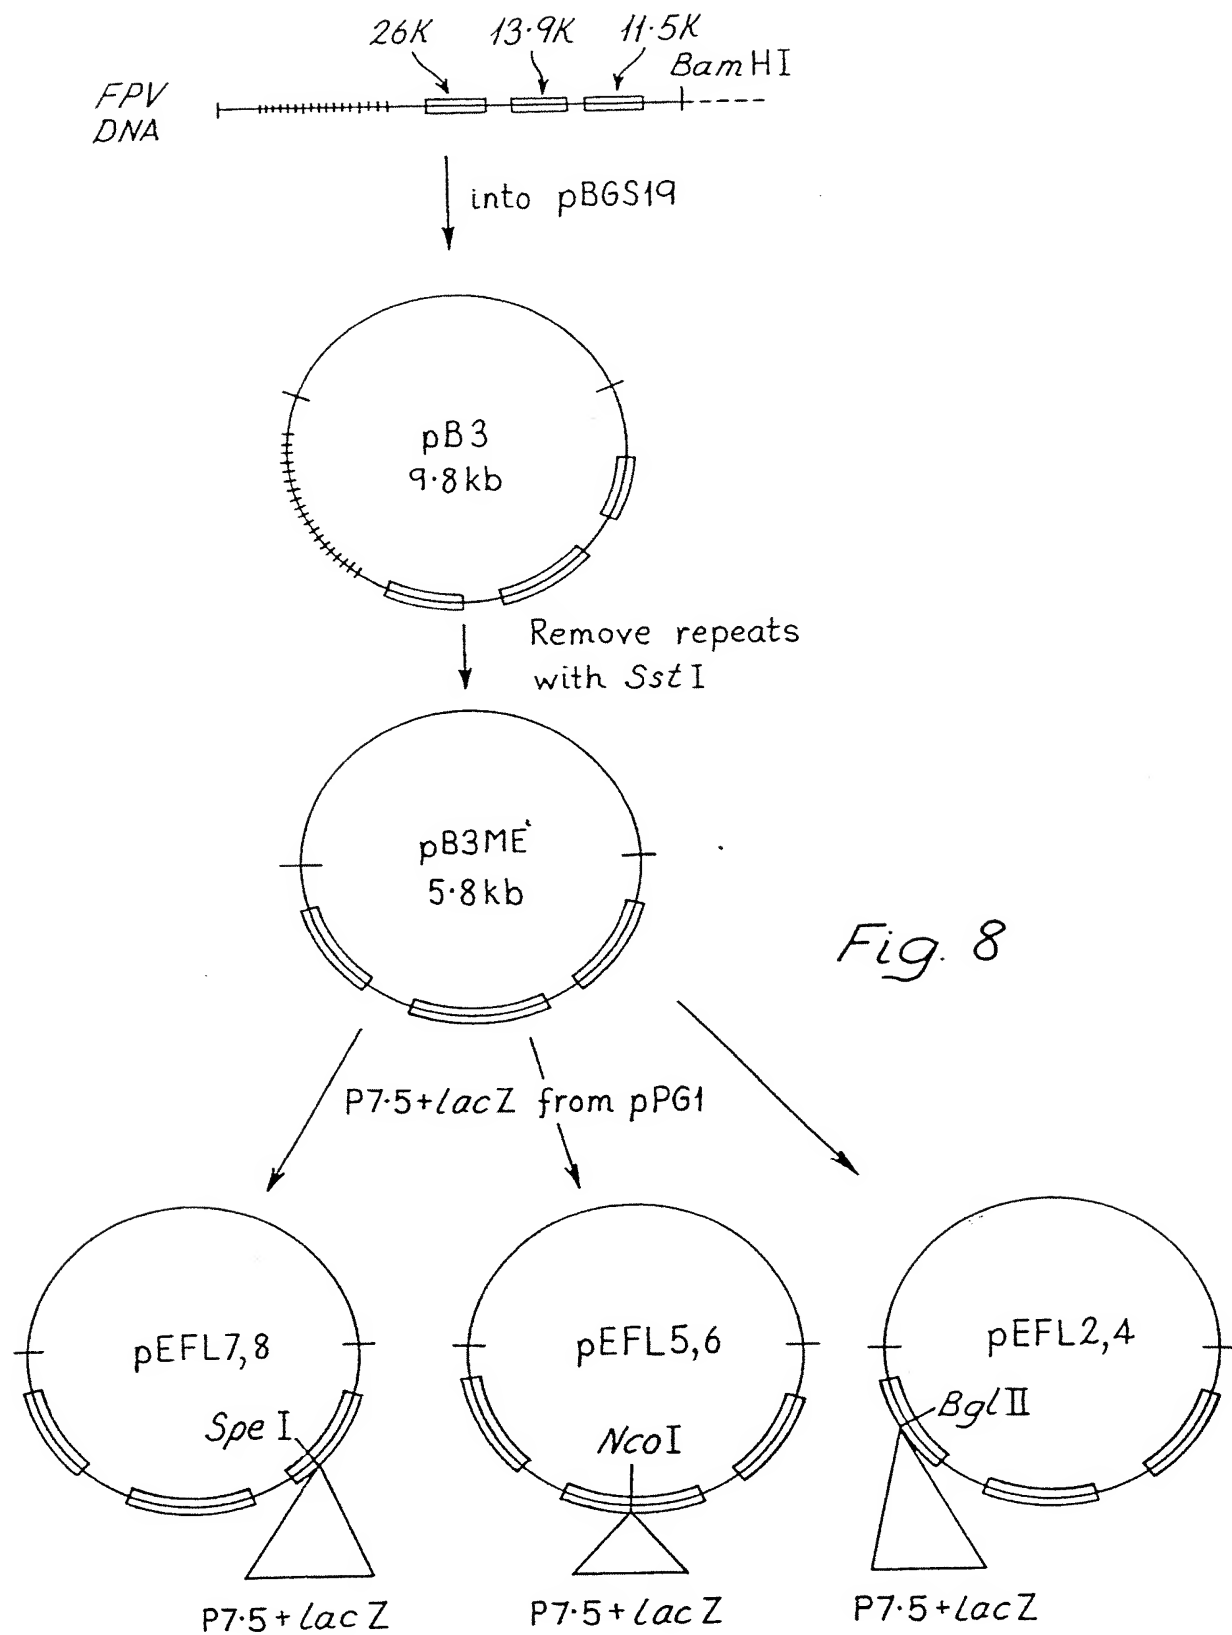 26K 13·9K 11·5K
BamHI
FPV
DNA
into pBGS19
pB3
9·8kb
Remove repeats
with SstI
pB3ME
5·8kb
Fig. 8
P7·5+lacZ from pPG1
pEFL7,8
pEFL5,6
pEFL2,4
SpeI
NcoI
BglII
P7·5+lacZ
P7·5+lacZ
P7·5+lacZ